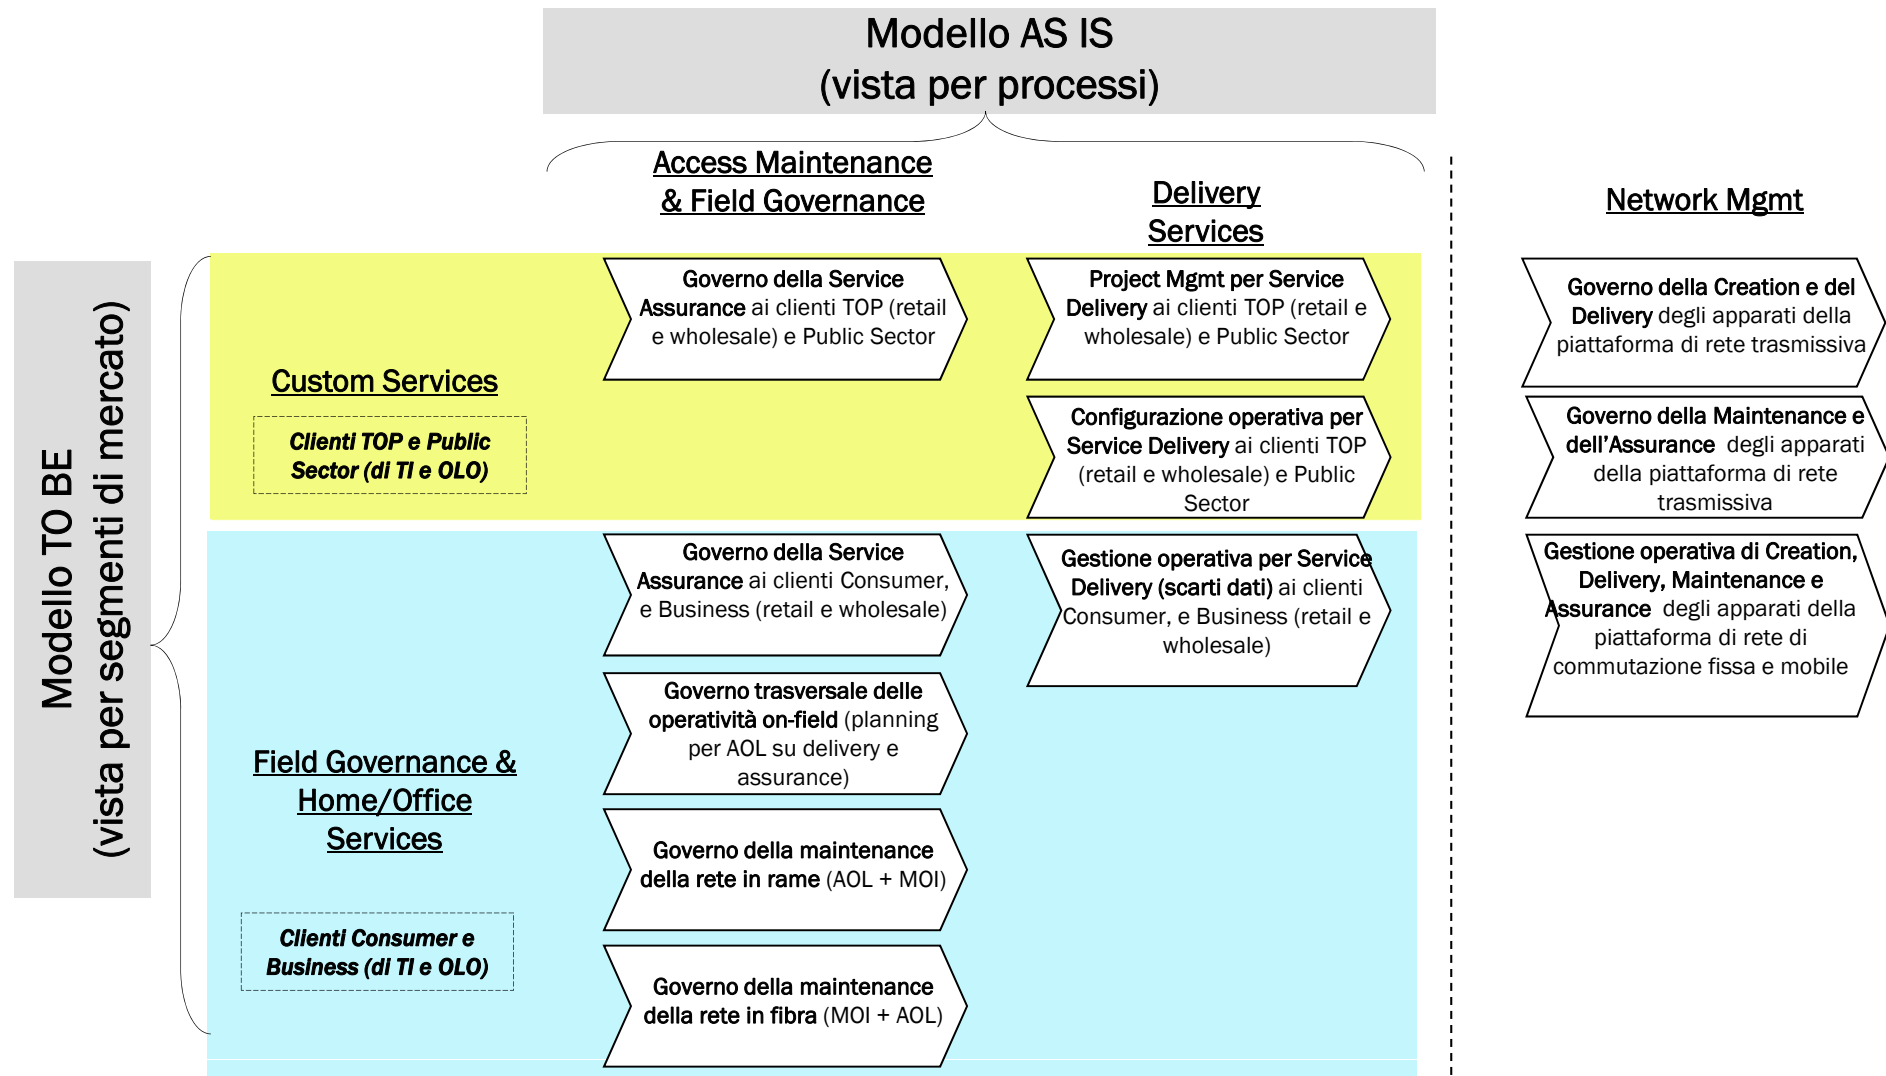 Modello AS IS
(vista per processi)
Access Maintenance
& Field Governance
Delivery
Services
Network Mgmt
Modello TO BE
(vista per segmenti di mercato)
Custom Services
Clienti TOP e Public
Sector (di TI e OLO)
Governo della Service
Assurance ai clienti TOP (retail
e wholesale) e Public Sector
Project Mgmt per Service
Delivery ai clienti TOP (retail e
wholesale) e Public Sector
Configurazione operativa per
Service Delivery ai clienti TOP
(retail e wholesale) e Public
Sector
Governo della Creation e del
Delivery degli apparati della
piattaforma di rete trasmissiva
Governo della Maintenance e
dell'Assurance degli apparati
della piattaforma di rete
trasmissiva
Field Governance &
Home/Office
Services
Clienti Consumer e
Business (di TI e OLO)
Governo della Service
Assurance ai clienti Consumer,
e Business (retail e wholesale)
Governo trasversale delle
operatività on-field (planning
per AOL su delivery e
assurance)
Governo della maintenance
della rete in rame (AOL + MOI)
Governo della maintenance
della rete in fibra (MOI + AOL)
Gestione operativa per Service
Delivery (scarti dati) ai clienti
Consumer, e Business (retail e
wholesale)
Gestione operativa di Creation,
Delivery, Maintenance e
Assurance degli apparati della
piattaforma di rete di
commutazione fissa e mobile